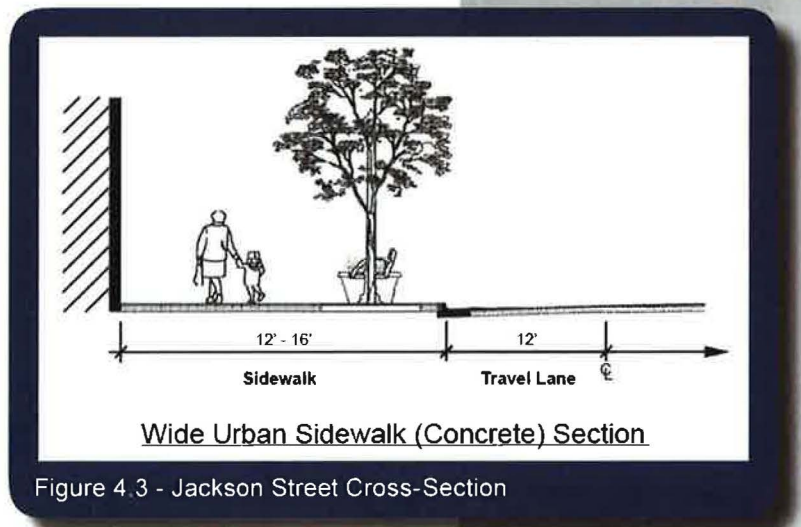 12' - 16'
12'
Sidewalk
Travel Lane
℄
Wide Urban Sidewalk (Concrete) Section
Figure 4.3 - Jackson Street Cross-Section